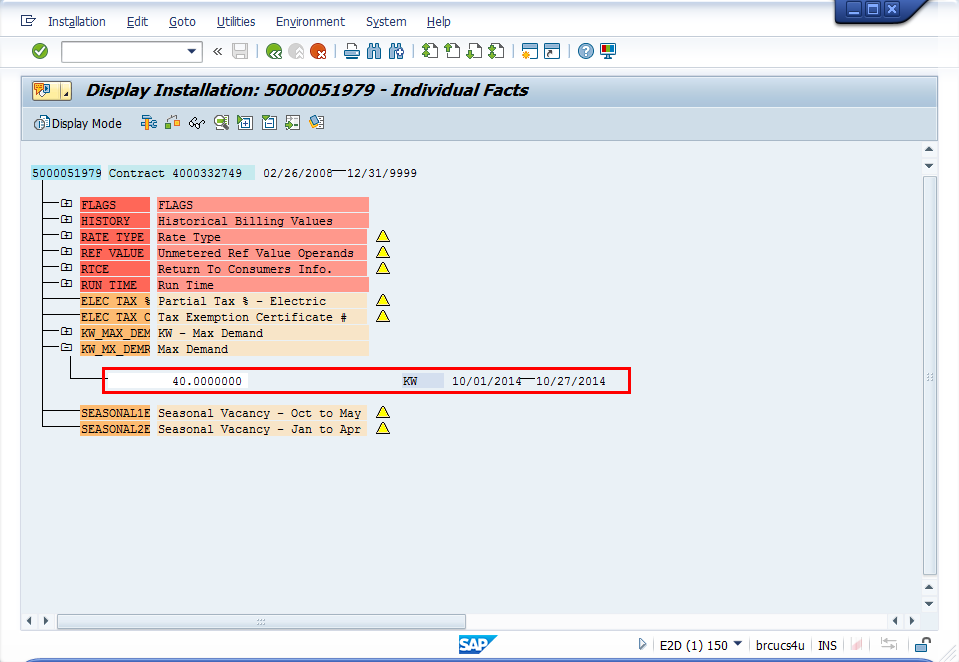 Installation Edit Goto Utilities Environment System Help
Display Installation: 5000051979 - Individual Facts
Display Mode
5000051979 Contract 4000332749 02/26/2008 12/31/9999
FLAGS FLAGS
HISTORY Historical Billing Values
RATE TYPE Rate Type
REF VALUE Unmetered Ref Value Operands
RTCE Return To Consumers Info.
RUN TIME Run Time
ELEC TAX % Partial Tax % - Electric
ELEC TAX C Tax Exemption Certificate #
KW_MAX_DEM KW - Max Demand
KW_MX_DEMR Max Demand
40.0000000 KW 10/01/2014 10/27/2014
SEASONAL1E Seasonal Vacancy - Oct to May
SEASONAL2E Seasonal Vacancy - Jan to Apr
SAP E2D (1) 150 brcucs4u INS